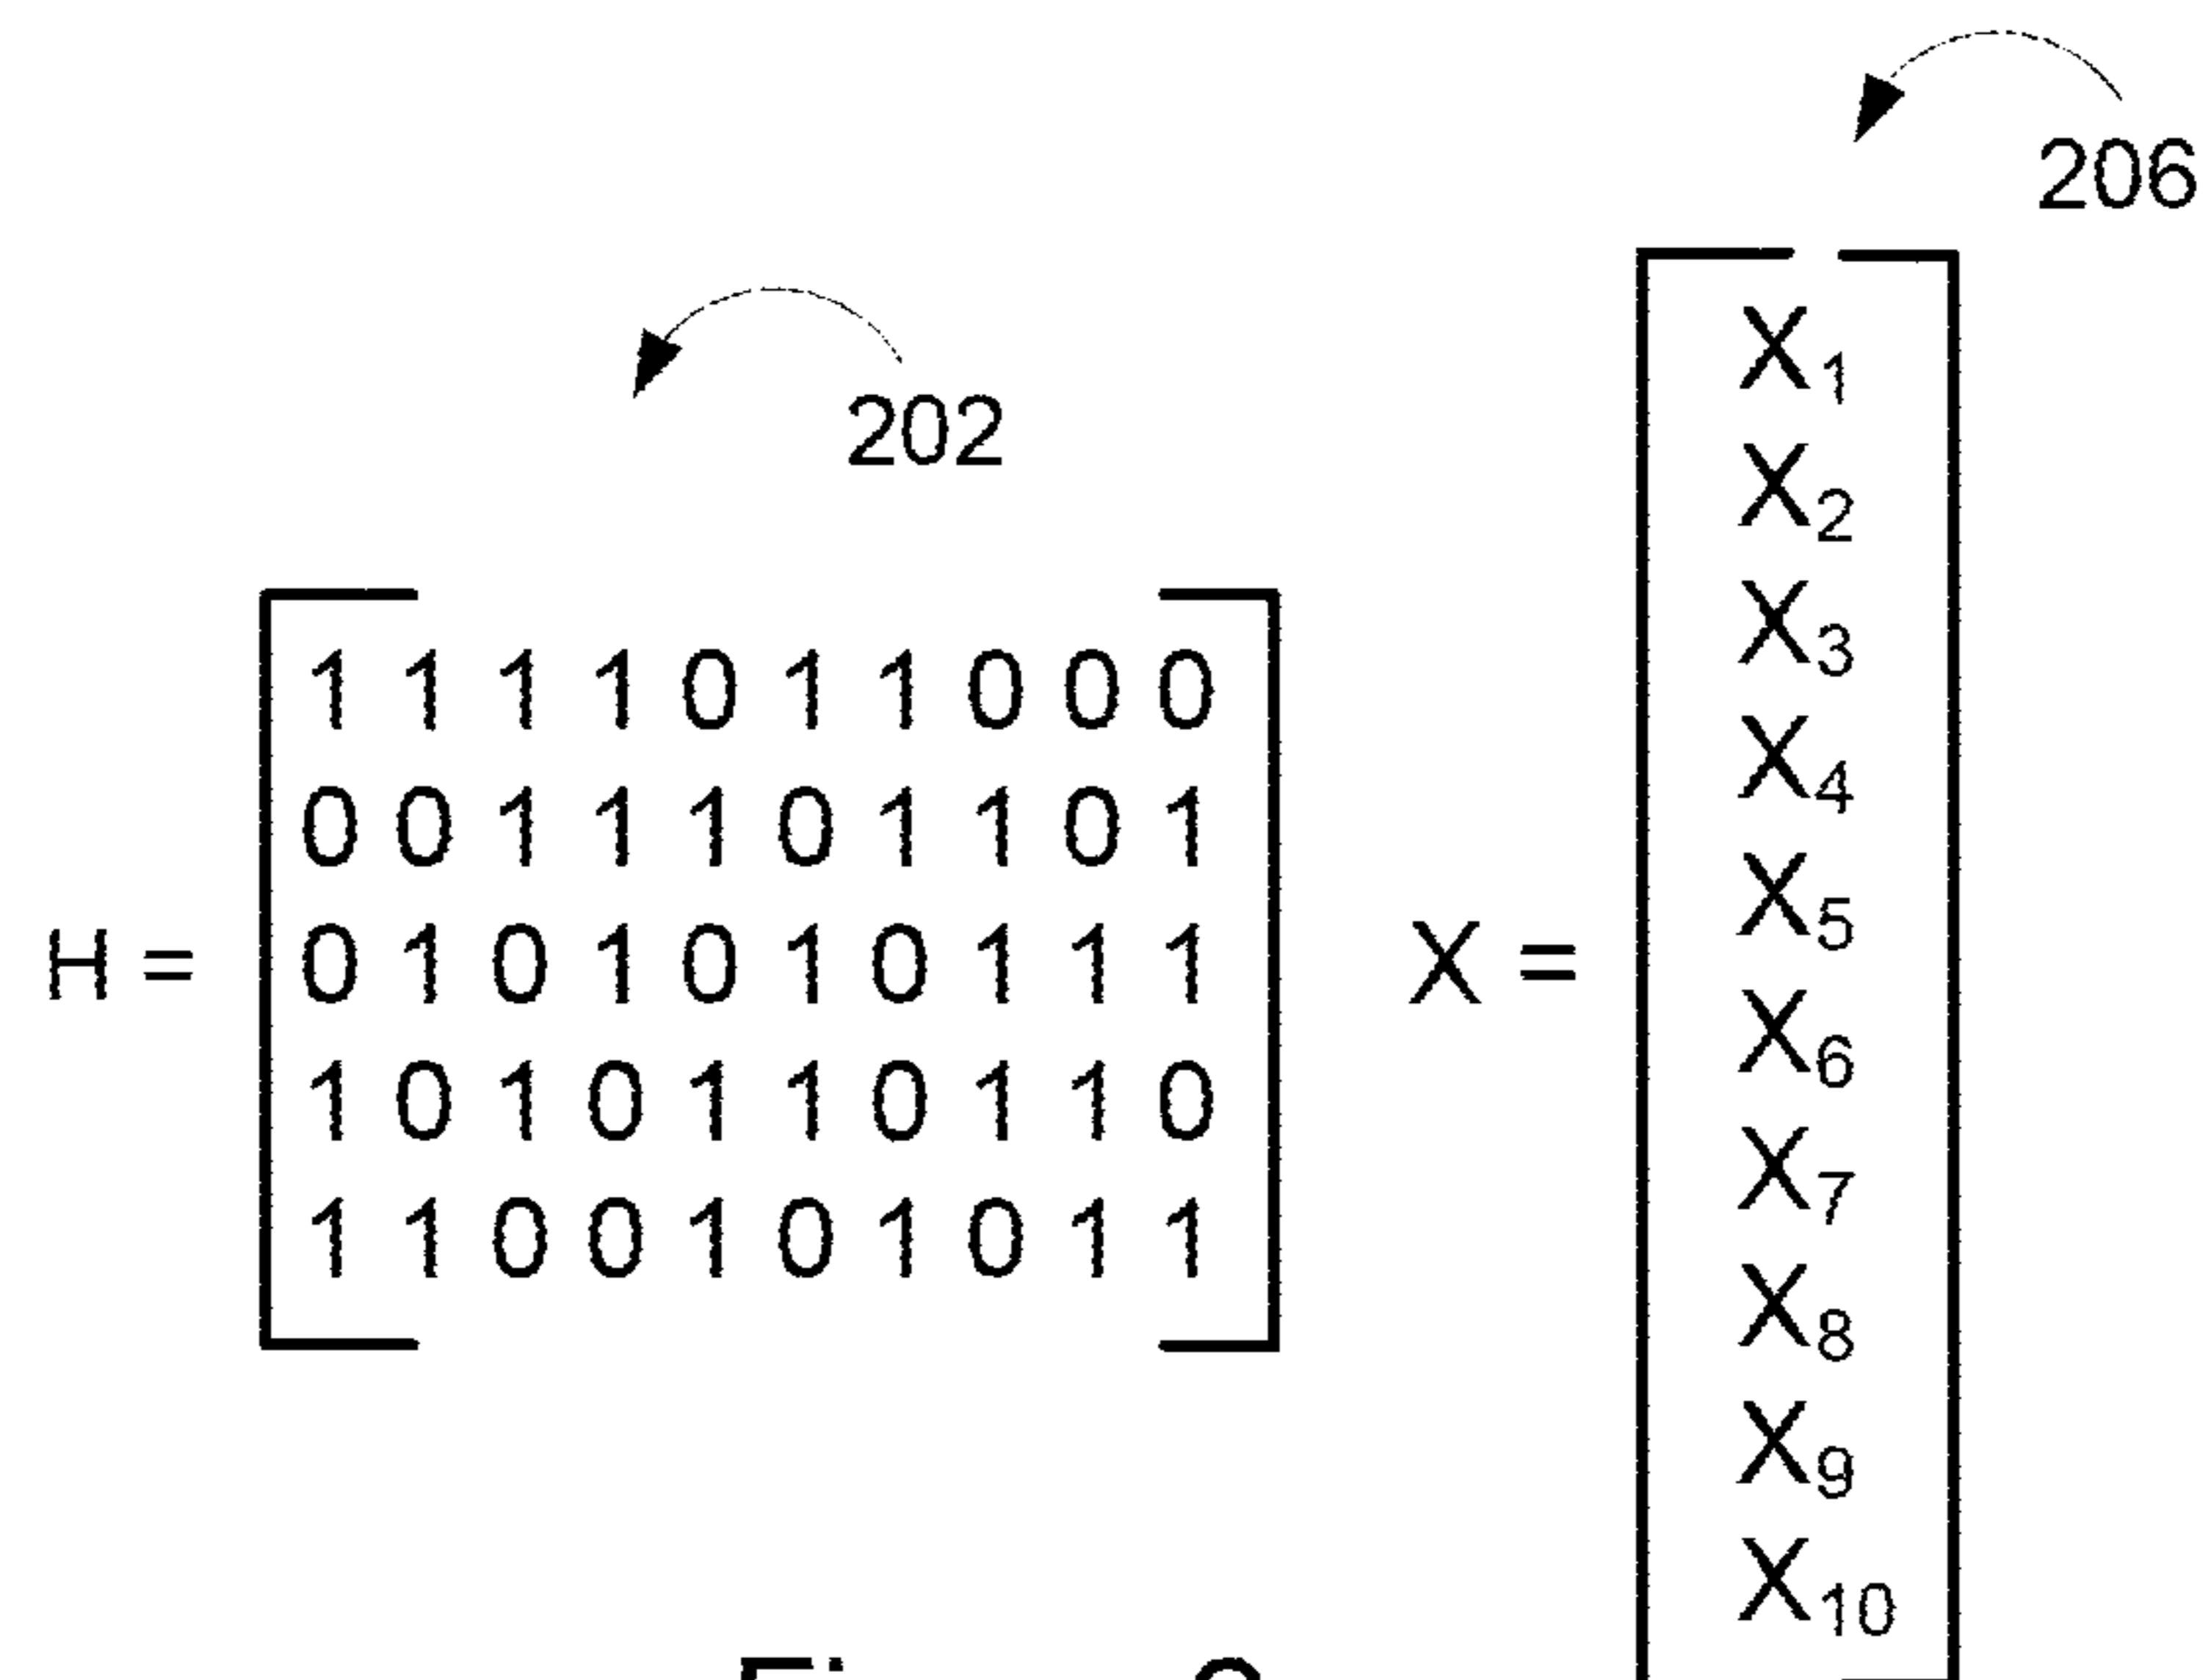 206
202
H =
1 1 1 1 0 1 1 0 0 0
0 0 1 1 1 0 1 1 0 1
0 1 0 1 0 1 0 1 1 1
1 0 1 0 1 1 0 1 1 0
1 1 0 0 1 0 1 0 1 1
X =
X1
X2
X3
X4
X5
X6
X7
X8
X9
X10